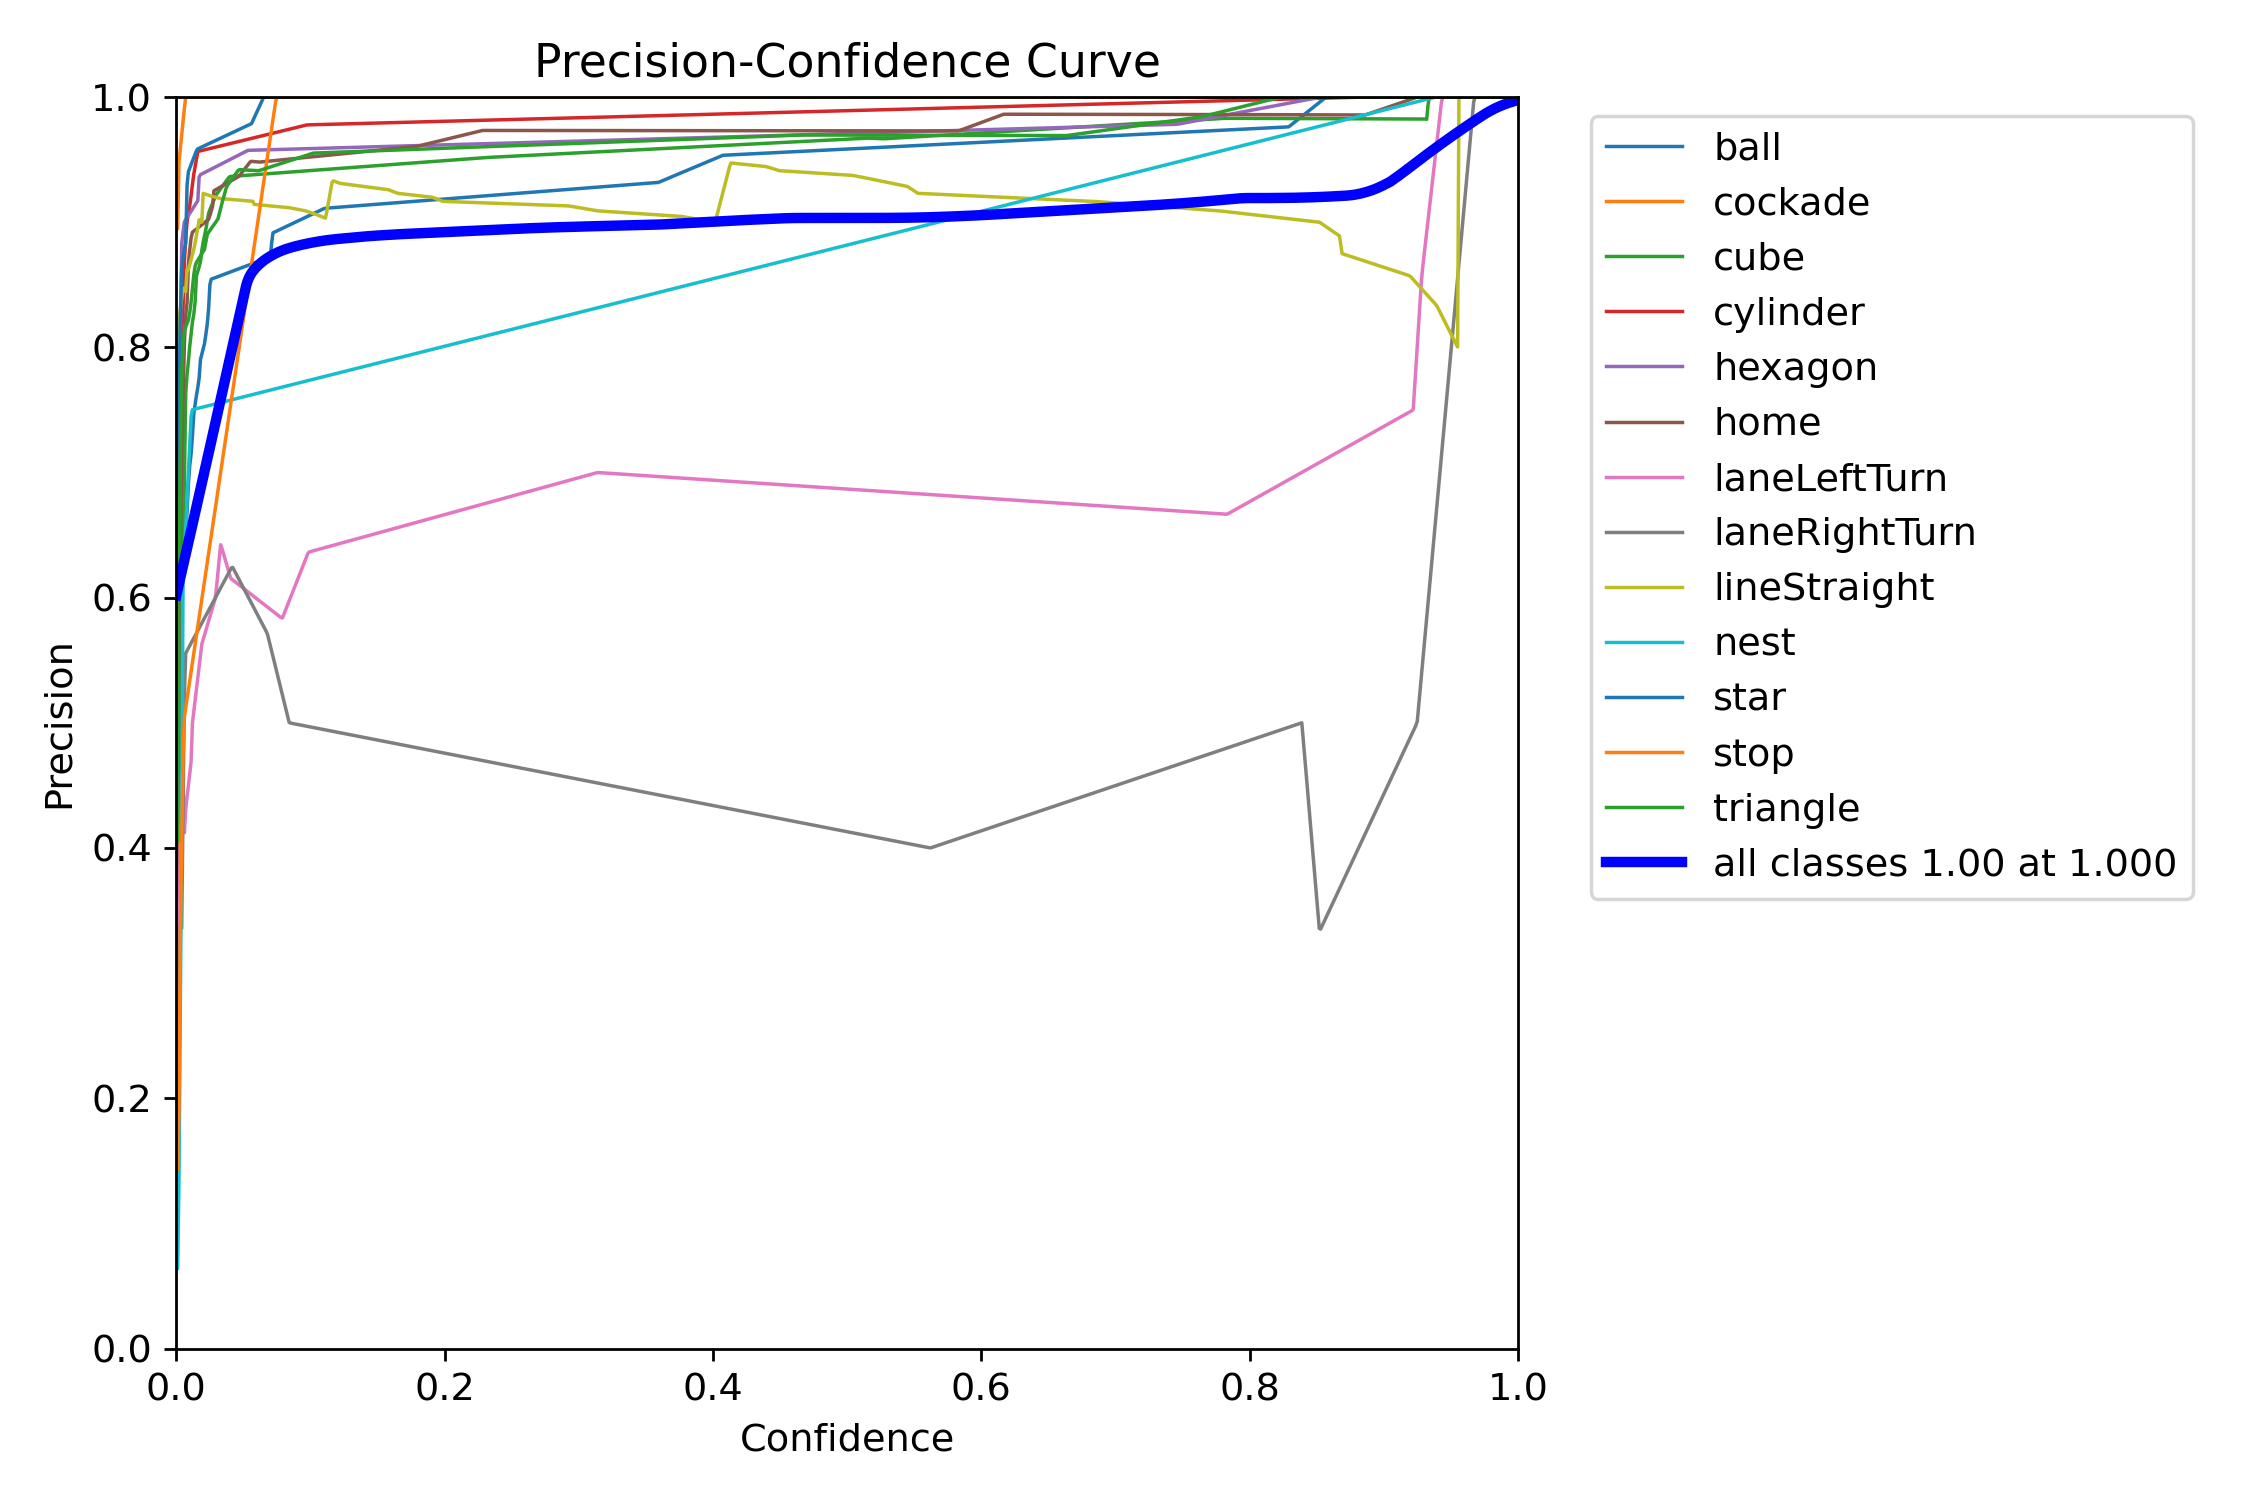 Precision-Confidence Curve
1.0
0.8
0.6
0.4
0.2
0.0
Precision
0.0 0.2 0.4 0.6 0.8 1.0
Confidence
ball
cockade
cube
cylinder
hexagon
home
laneLeftTurn
laneRightTurn
lineStraight
nest
star
stop
triangle
all classes 1.00 at 1.000